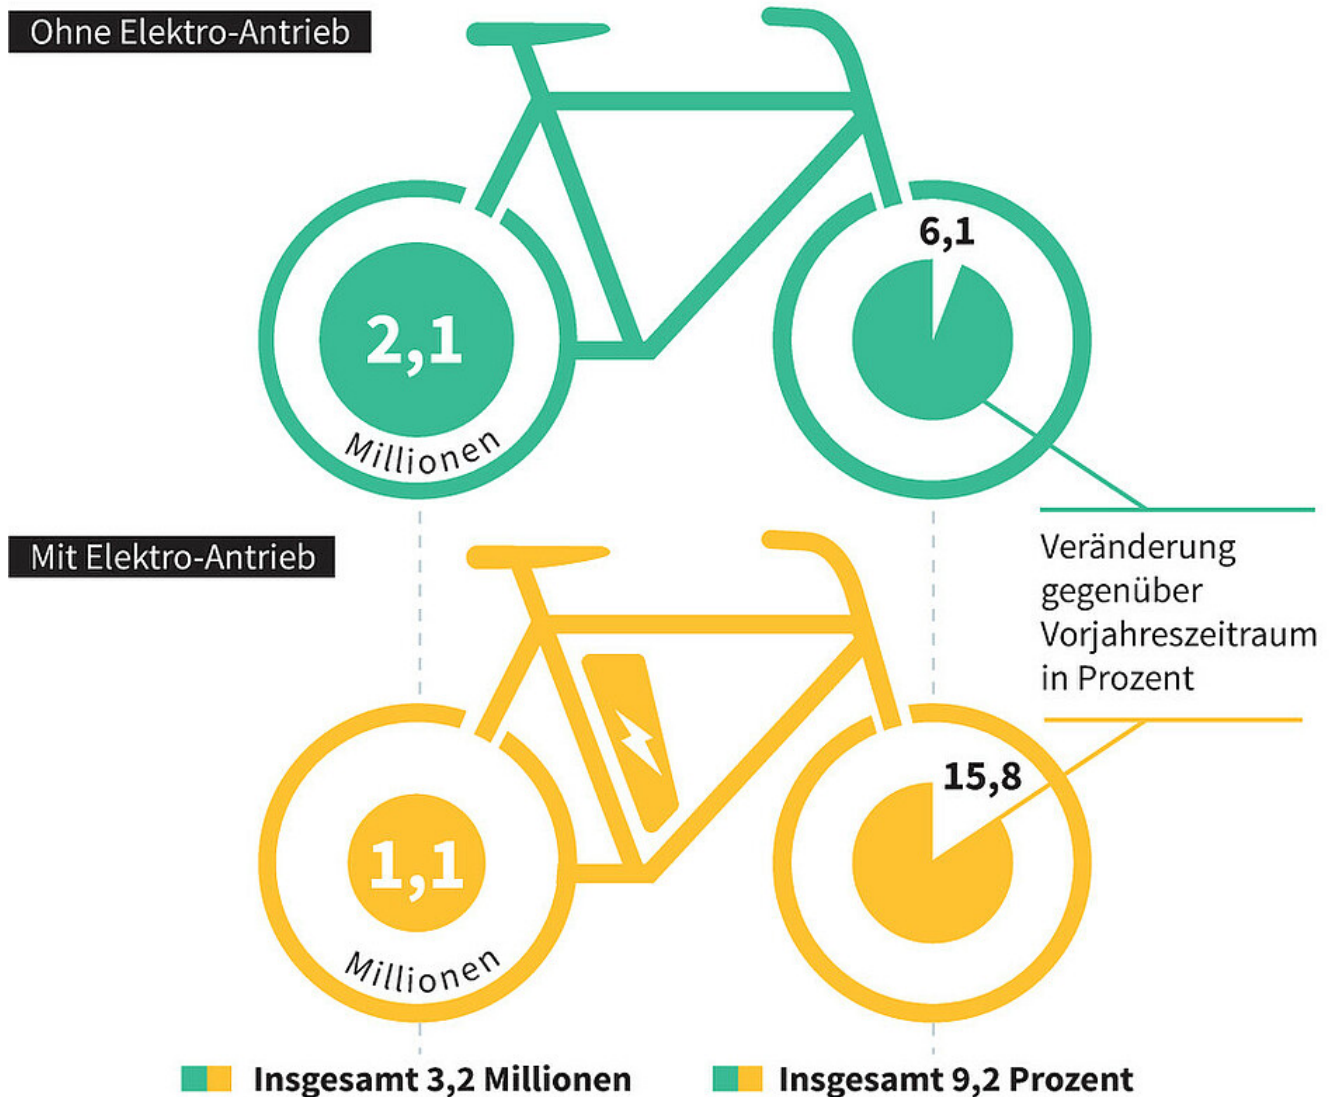 Ohne Elektro-Antrieb
6,1
2,1
Millionen
Mit Elektro-Antrieb
Veränderung
gegenüber
Vorjahreszeitraum
in Prozent
15,8
1,1
Millionen
Insgesamt 3,2 Millionen
Insgesamt 9,2 Prozent